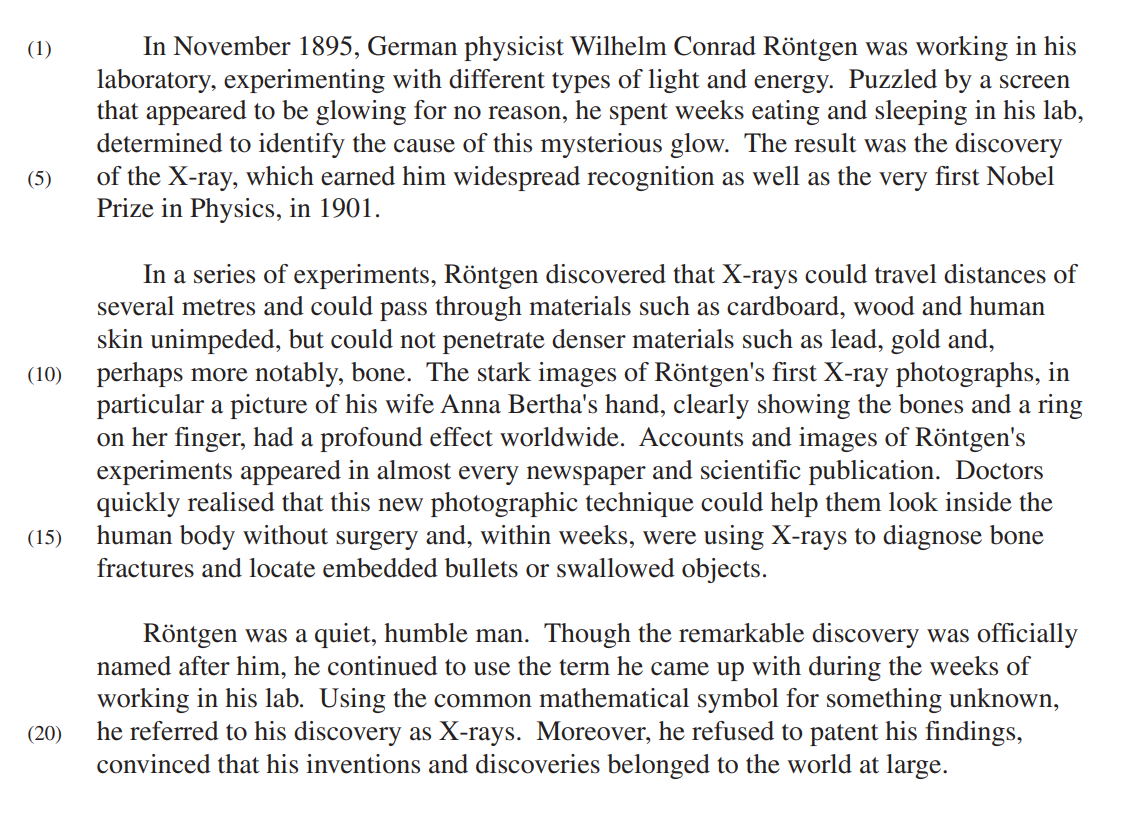 (1) In November 1895, German physicist Wilhelm Conrad Röntgen was working in his
laboratory, experimenting with different types of light and energy. Puzzled by a screen
that appeared to be glowing for no reason, he spent weeks eating and sleeping in his lab,
determined to identify the cause of this mysterious glow. The result was the discovery
(5) of the X-ray, which earned him widespread recognition as well as the very first Nobel
Prize in Physics, in 1901.
In a series of experiments, Röntgen discovered that X-rays could travel distances of
several metres and could pass through materials such as cardboard, wood and human
skin unimpeded, but could not penetrate denser materials such as lead, gold and,
(10) perhaps more notably, bone. The stark images of Röntgen's first X-ray photographs, in
particular a picture of his wife Anna Bertha's hand, clearly showing the bones and a ring
on her finger, had a profound effect worldwide. Accounts and images of Röntgen's
experiments appeared in almost every newspaper and scientific publication. Doctors
quickly realised that this new photographic technique could help them look inside the
(15) human body without surgery and, within weeks, were using X-rays to diagnose bone
fractures and locate embedded bullets or swallowed objects.
Röntgen was a quiet, humble man. Though the remarkable discovery was officially
named after him, he continued to use the term he came up with during the weeks of
working in his lab. Using the common mathematical symbol for something unknown,
(20) he referred to his discovery as X-rays. Moreover, he refused to patent his findings,
convinced that his inventions and discoveries belonged to the world at large.